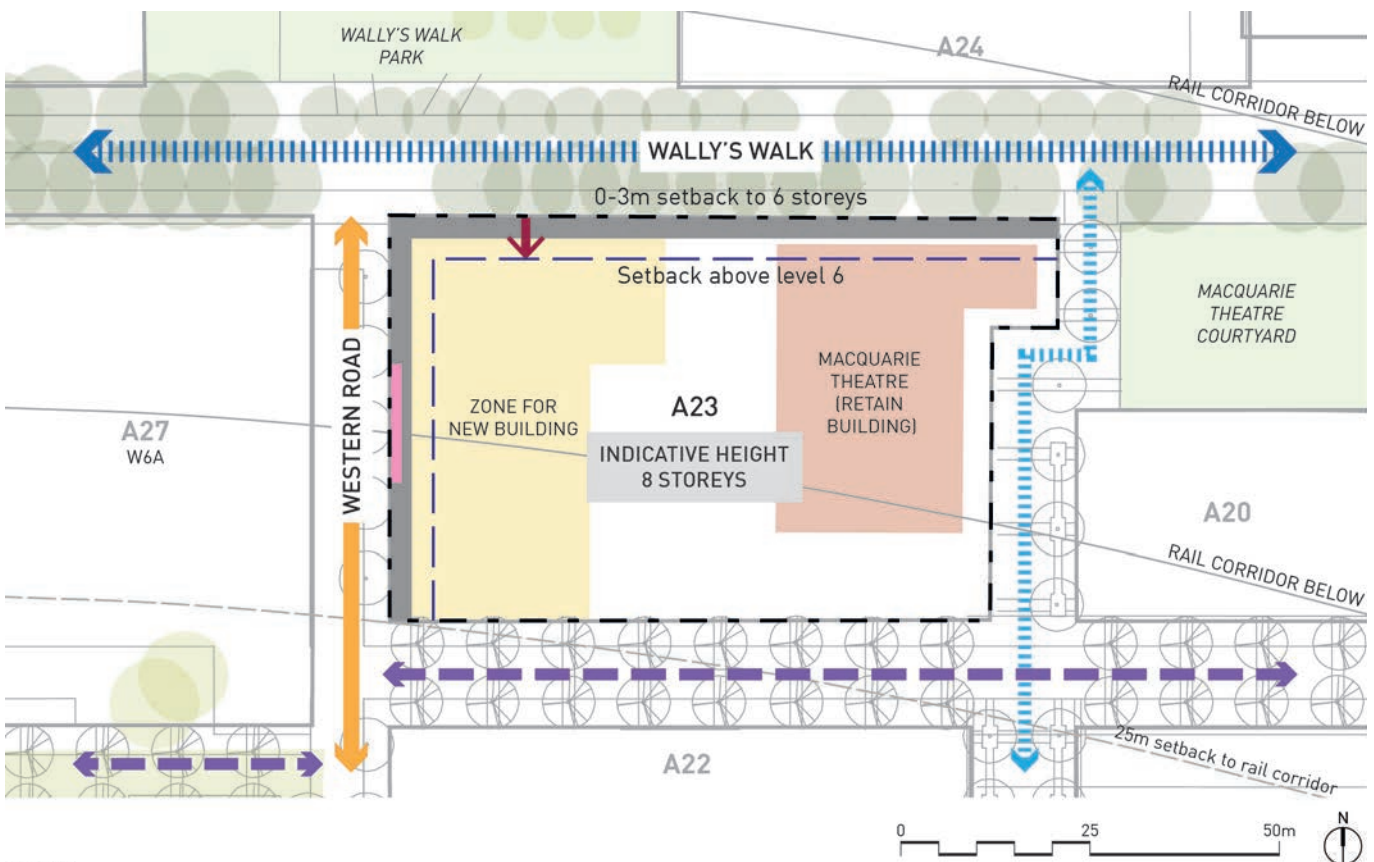 WALLY'S WALK
PARK
A24
RAIL CORRIDOR BELOW
WALLY'S WALK
0-3m setback to 6 storeys
Setback above level 6
MACQUARIE
THEATRE
COURTYARD
WESTERN ROAD
A27
W6A
ZONE FOR
NEW BUILDING
A23
MACQUARIE
THEATRE
(RETAIN
BUILDING)
INDICATIVE HEIGHT
8 STOREYS
A20
RAIL CORRIDOR BELOW
A22
25m setback to rail corridor
0 25 50m
N